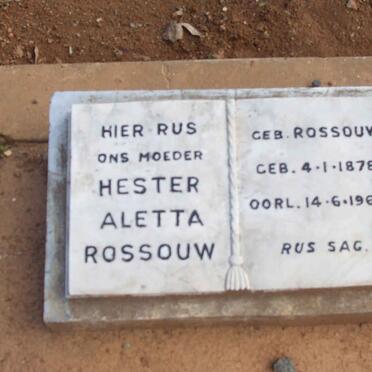 HIER RUS
ONS MOEDER
HESTER
ALETTA
ROSSOUW
GEB. ROSSOUW
GEB. 4·1·1878
OORL. 14·6·196
RUS SAG.